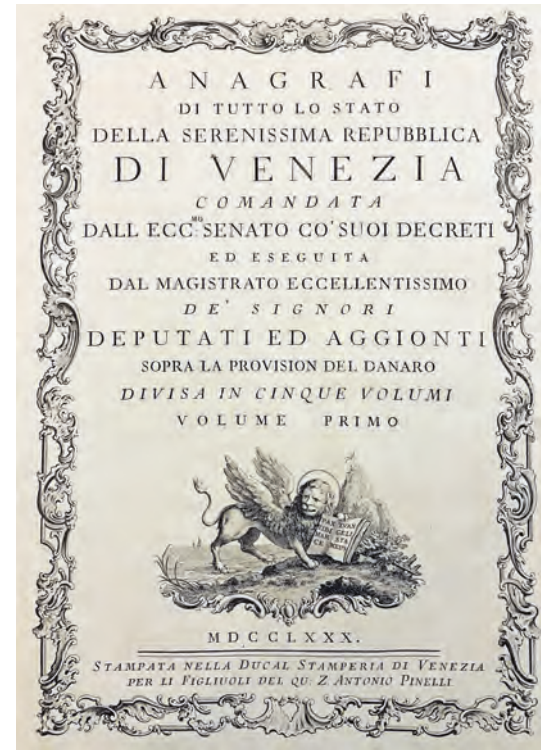 ANAGRAFI
DI TUTTO LO STATO
DELLA SERENISSIMA REPUBBLICA
DI VENEZIA
COMANDATA
DALL ECC.MO SENATO CO' SUOI DECRETI
ED ESEGUITA
DAL MAGISTRATO ECCELLENTISSIMO
DE' SIGNORI
DEPUTATI ED AGGIONTI
SOPRA LA PROVISION DEL DANARO
DIVISA IN CINQUE VOLUMI
VOLUME PRIMO
MDCCLXXX.
STAMPATA NELLA DUCAL STAMPERIA DI VENEZIA
PER LI FIGLIUOLI DEL QU: Z ANTONIO PINELLI